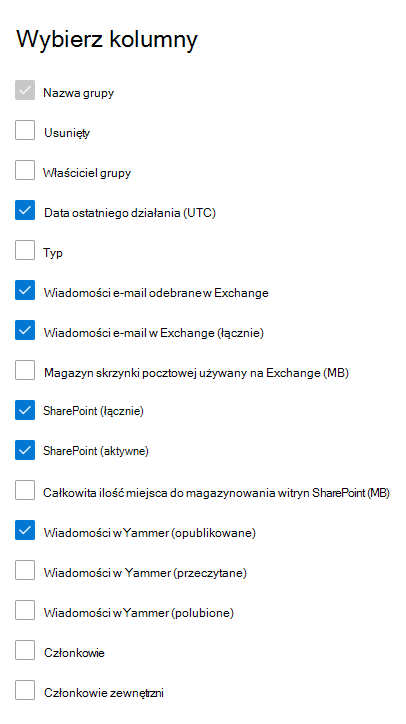 Wybierz kolumny
Nazwa grupy
Usunięty
Właściciel grupy
Data ostatniego działania (UTC)
Typ
Wiadomości e-mail odebrane w Exchange
Wiadomości e-mail w Exchange (łącznie)
Magazyn skrzynki pocztowej używany na Exchange (MB)
SharePoint (łącznie)
SharePoint (aktywne)
Całkowita ilość miejsca do magazynowania witryn SharePoint (MB)
Wiadomości w Yammer (opublikowane)
Wiadomości w Yammer (przeczytane)
Wiadomości w Yammer (polubione)
Członkowie
Członkowie zewnętrzni